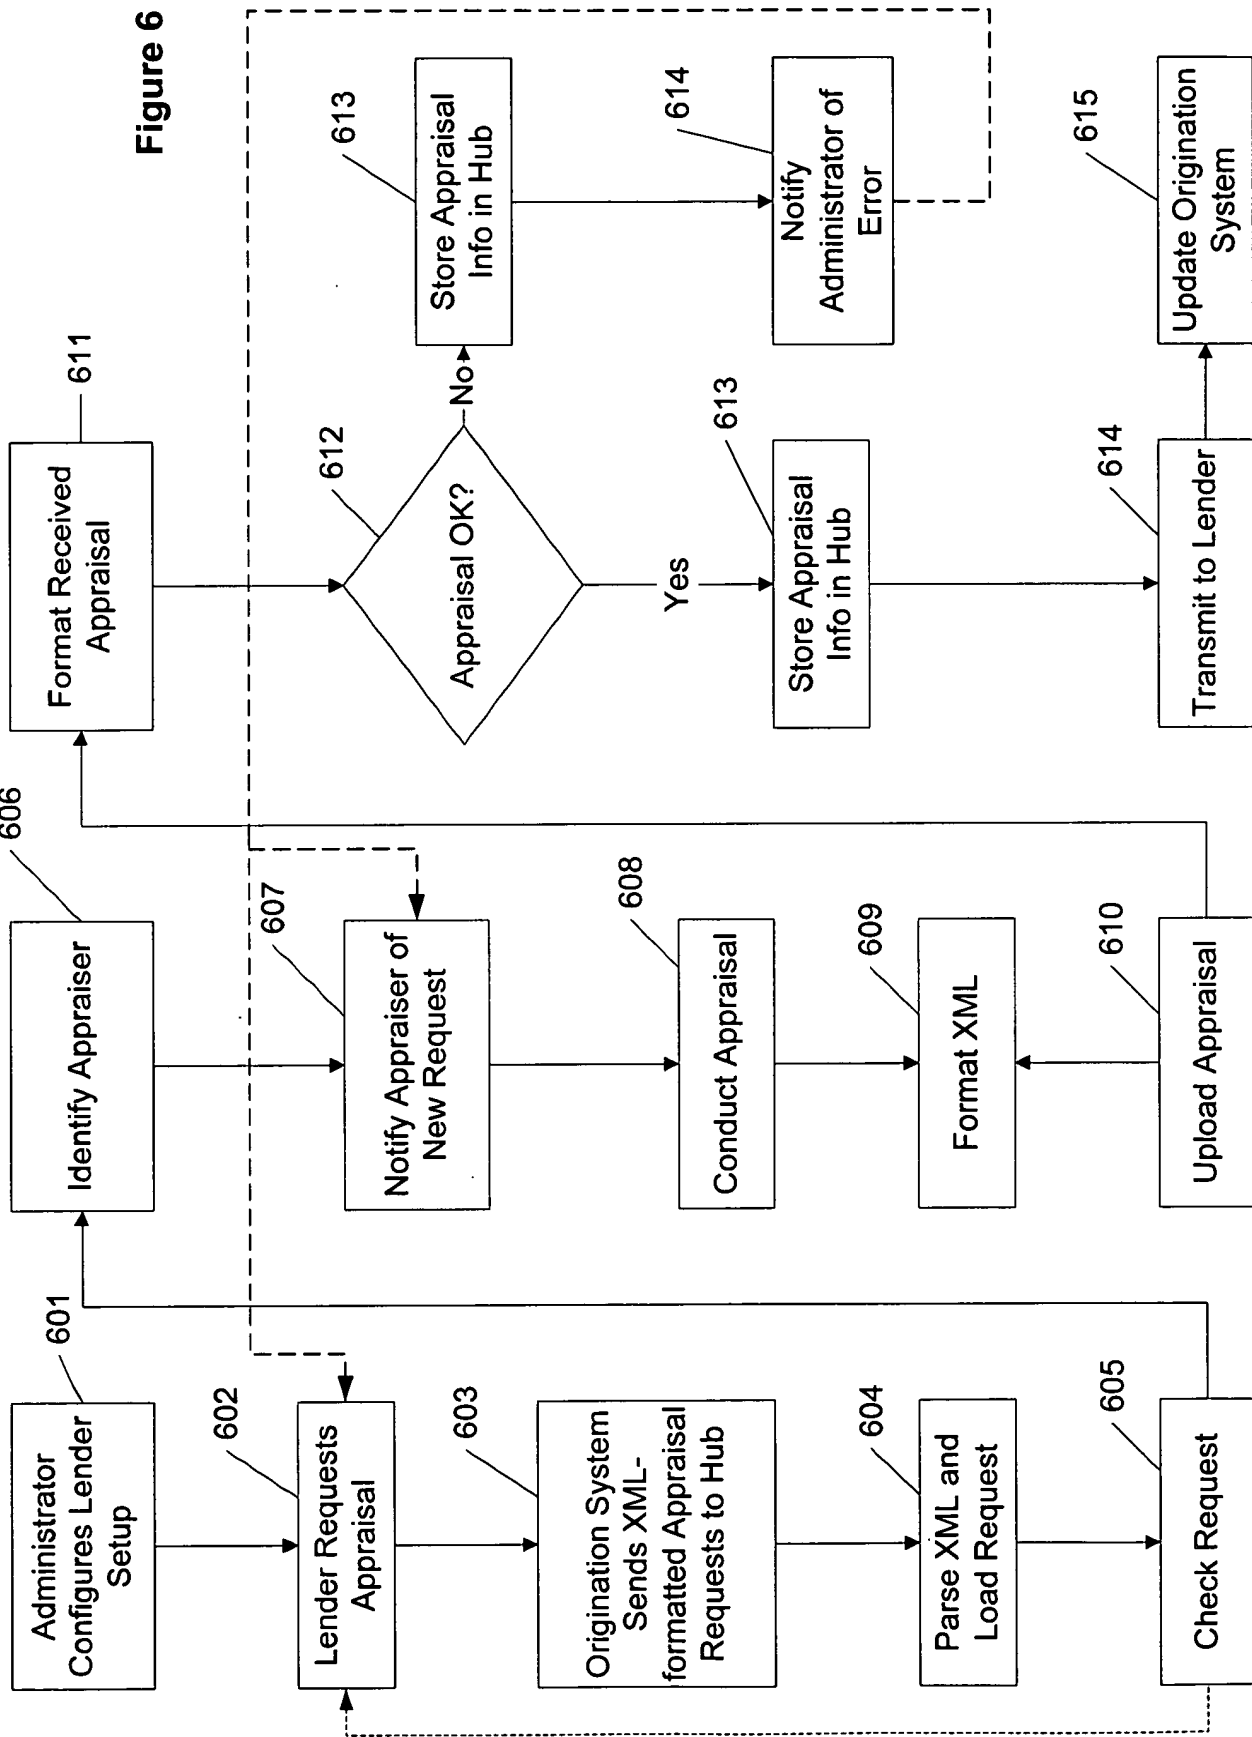 Figure 6
Administrator
Configures Lender
Setup
601
Lender Requests
Appraisal
602
Origination System
Sends XML-
formatted Appraisal
Requests to Hub
603
Parse XML and
Load Request
604
Check Request
605
Identify Appraiser
606
Notify Appraiser of
New Request
607
Conduct Appraisal
608
Format XML
609
Upload Appraisal
610
Format Received
Appraisal
611
Appraisal OK?
612
No
Store Appraisal
Info in Hub
613
Notify
Administrator of
Error
614
Yes
Store Appraisal
Info in Hub
613
Transmit to Lender
614
Update Origination
System
615